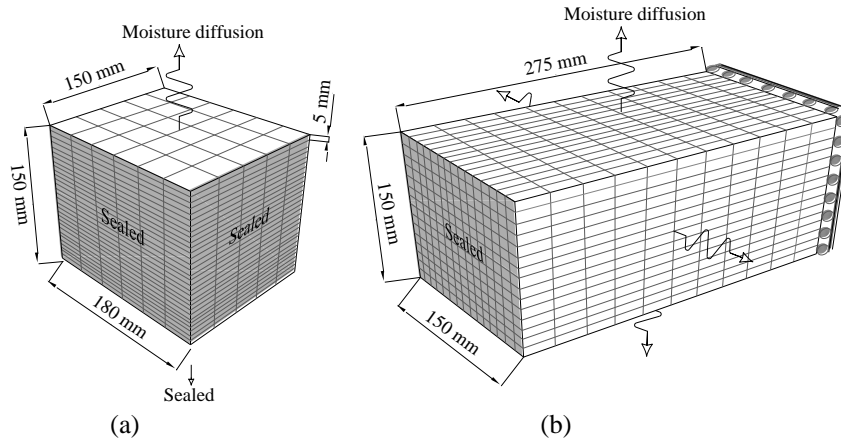 Moisture diffusion
150 mm
5 mm
150 mm
Sealed
Sealed
180 mm
Sealed
(a)
Moisture diffusion
275 mm
150 mm
Sealed
150 mm
(b)